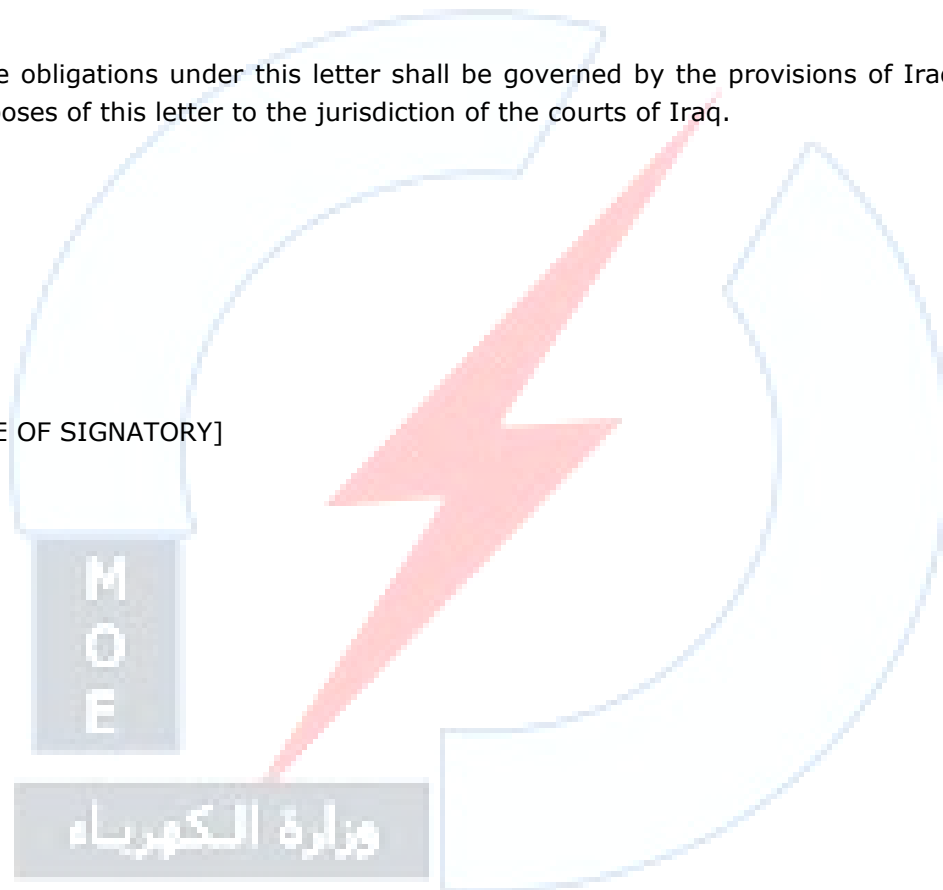 e obligations under this letter shall be governed by the provisions of Iraq
oses of this letter to the jurisdiction of the courts of Iraq.
E OF SIGNATORY]
M
O
E
وزارة الكهرباء